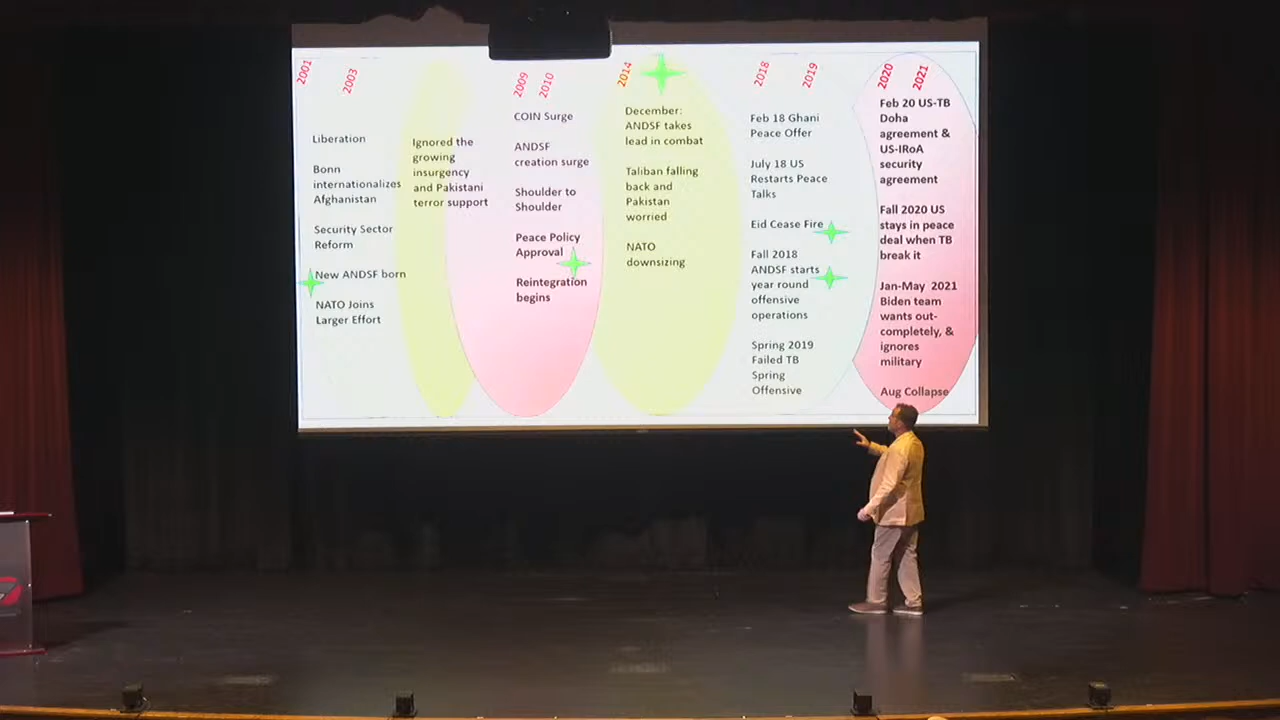 2001
2003
Liberation
Bonn
internationalizes
Afghanistan
Security Sector
Reform
New ANDSF born
NATO Joins
Larger Effort
Ignored the
growing
insurgency
and Pakistani
terror support
2009
2010
COIN Surge
ANDSF
creation surge
Shoulder to
Shoulder
Peace Policy
Approval
Reintegration
begins
2014
December:
ANDSF takes
lead in combat
Taliban falling
back and
Pakistan
worried
NATO
downsizing
2018
2019
Feb 18 Ghani
Peace Offer
July 18 US
Restarts Peace
Talks
Eid Cease Fire
Fall 2018
ANDSF starts
year round
offensive
operations
Spring 2019
Failed TB
Spring
Offensive
2020
2021
Feb 20 US-TB
Doha
agreement &
US-IRoA
security
agreement
Fall 2020 US
stays in peace
deal when TB
break it
Jan-May 2021
Biden team
wants out-
completely, &
ignores
military
Aug Collapse